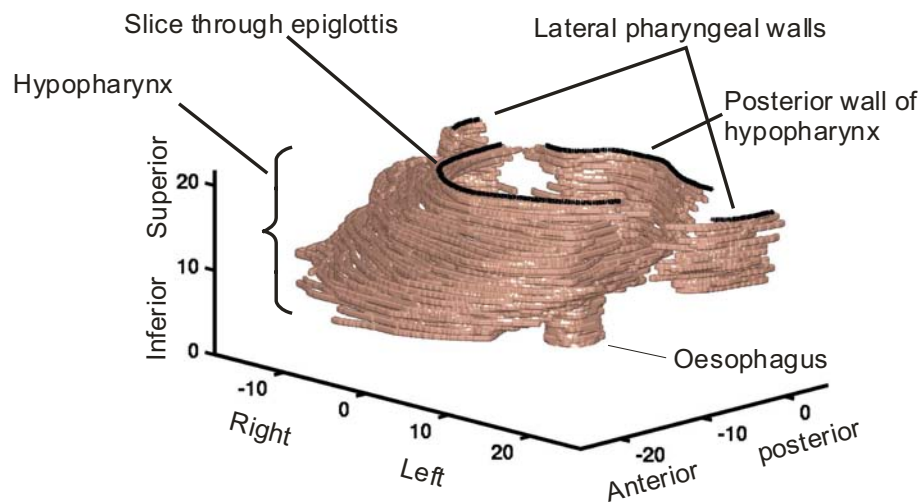 Slice through epiglottis
Lateral pharyngeal walls
Hypopharynx
Posterior wall of
hypopharynx
Superior
Inferior
20
10
0
Oesophagus
-10
0
10
20
Right
Left
-20
-10
0
Anterior
posterior